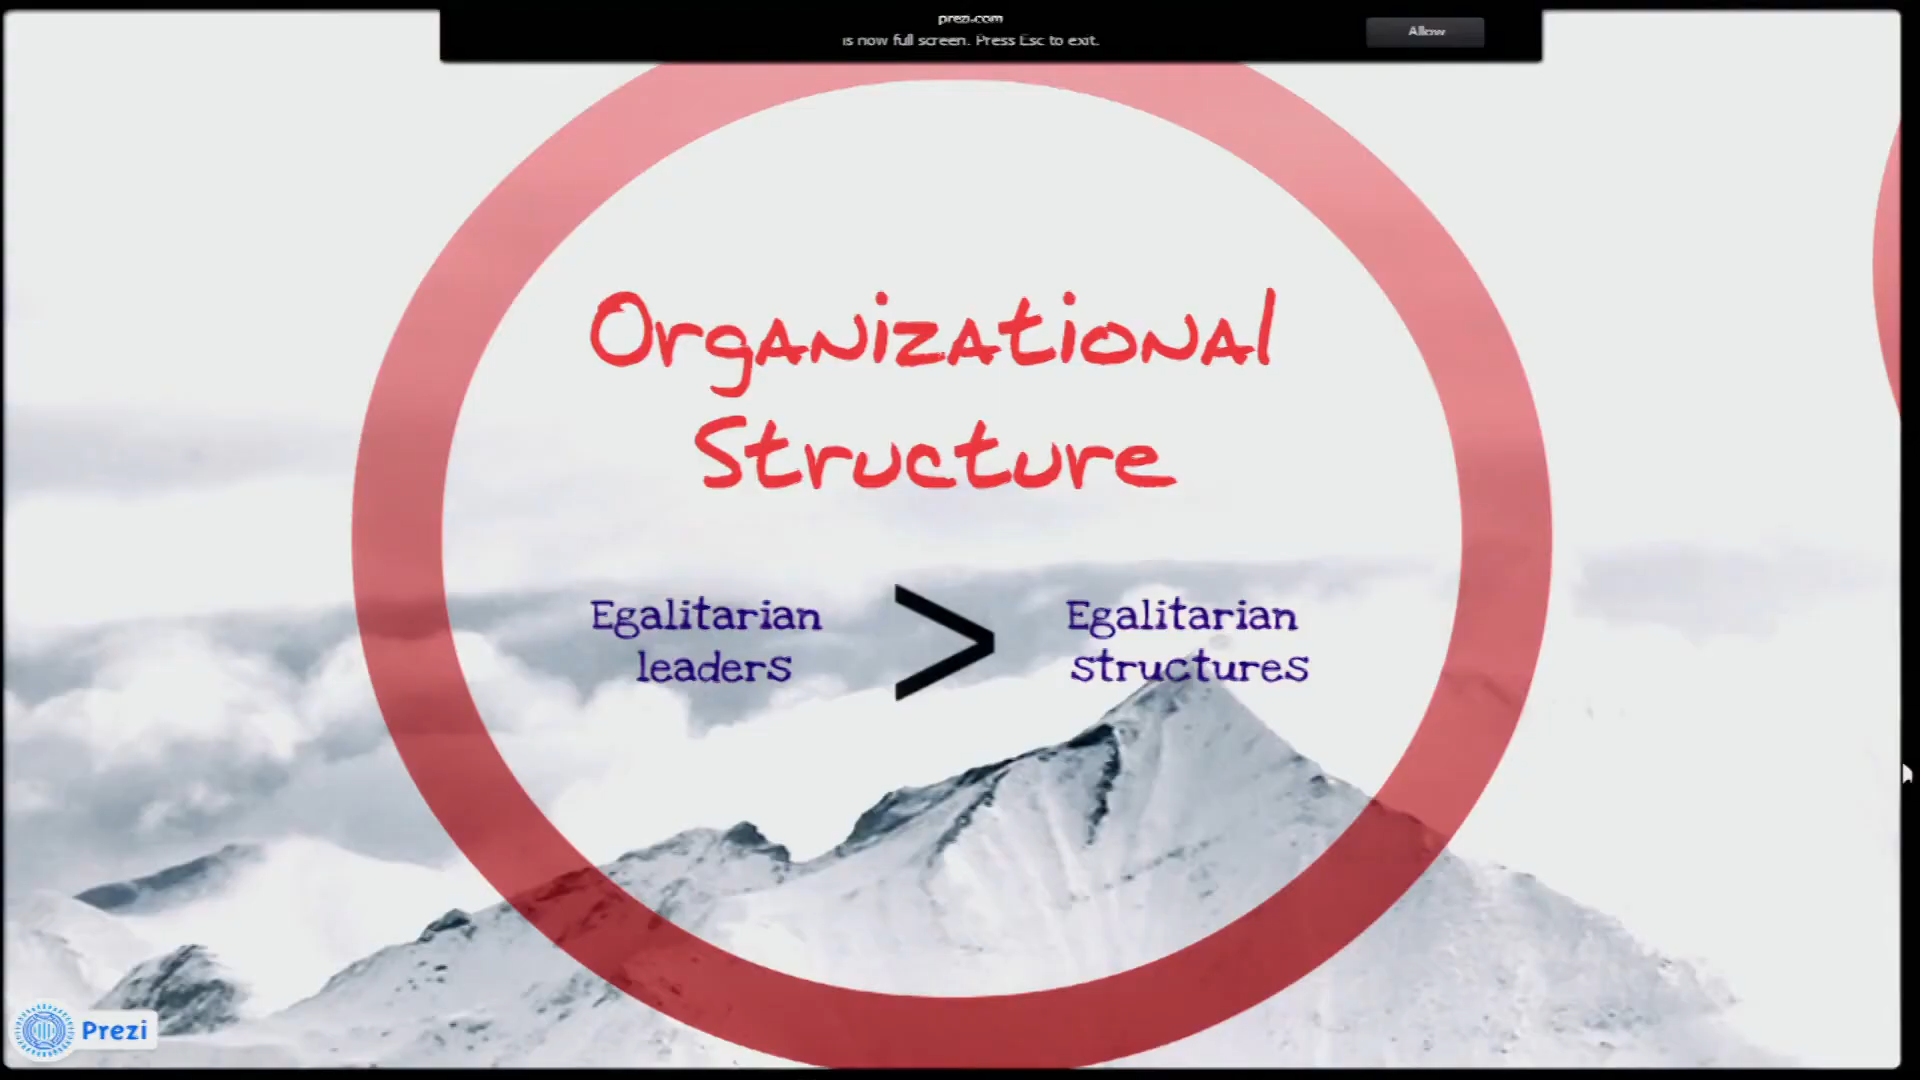 prezi.com
is now full screen. Press Esc to exit.
Allow
Organizational
Structure
Egalitarian
leaders
>
Egalitarian
structures
Prezi